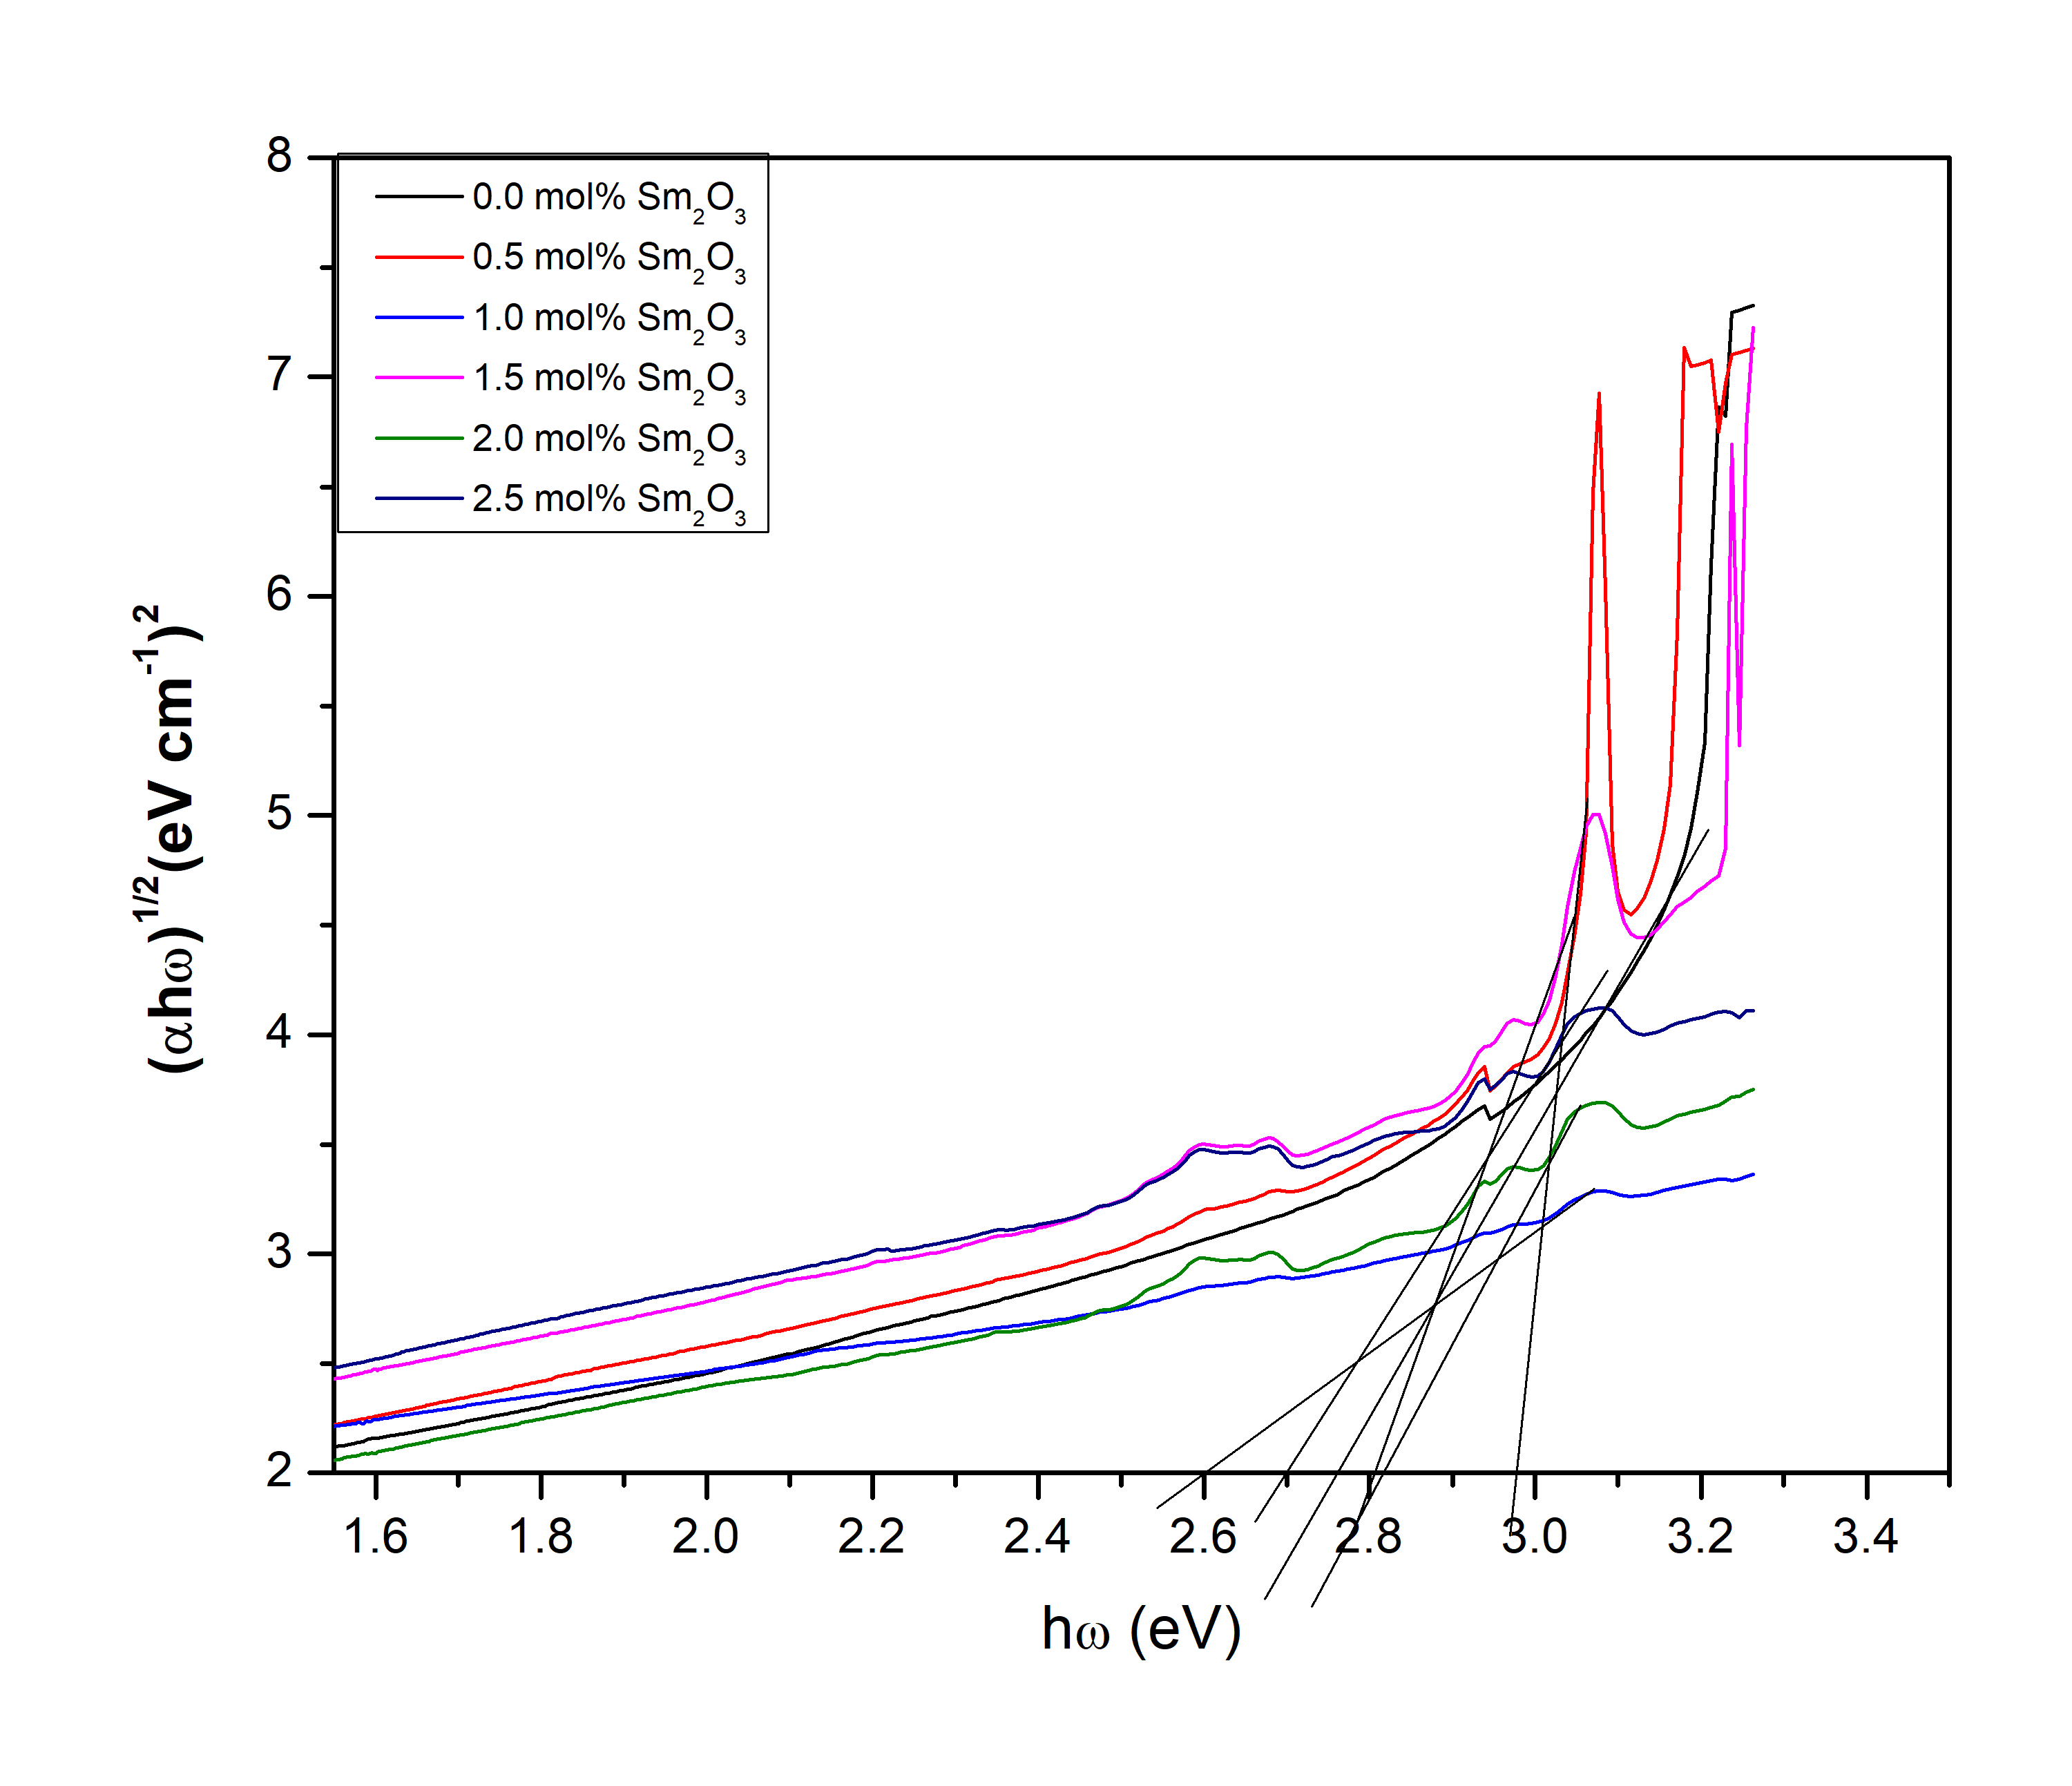 8
7
6
5
4
3
2
0.0 mol% Sm₂O₃
0.5 mol% Sm₂O₃
1.0 mol% Sm₂O₃
1.5 mol% Sm₂O₃
2.0 mol% Sm₂O₃
2.5 mol% Sm₂O₃
(αhω)^1/2 (eV cm^-1)^2
1.6 1.8 2.0 2.2 2.4 2.6 2.8 3.0 3.2 3.4
hω (eV)